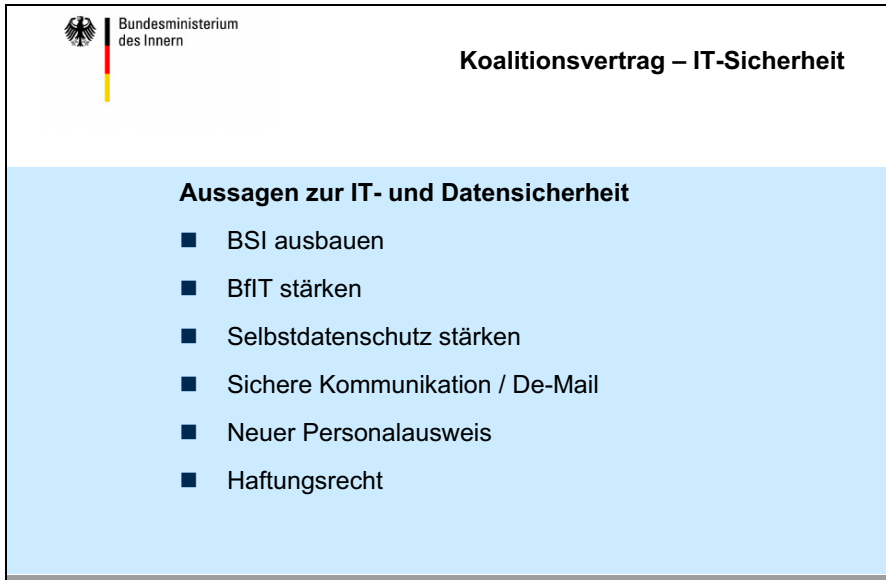 Bundesministerium
des Innern
Koalitionsvertrag – IT-Sicherheit
Aussagen zur IT- und Datensicherheit
BSI ausbauen
BfIT stärken
Selbstdatenschutz stärken
Sichere Kommunikation / De-Mail
Neuer Personalausweis
Haftungsrecht